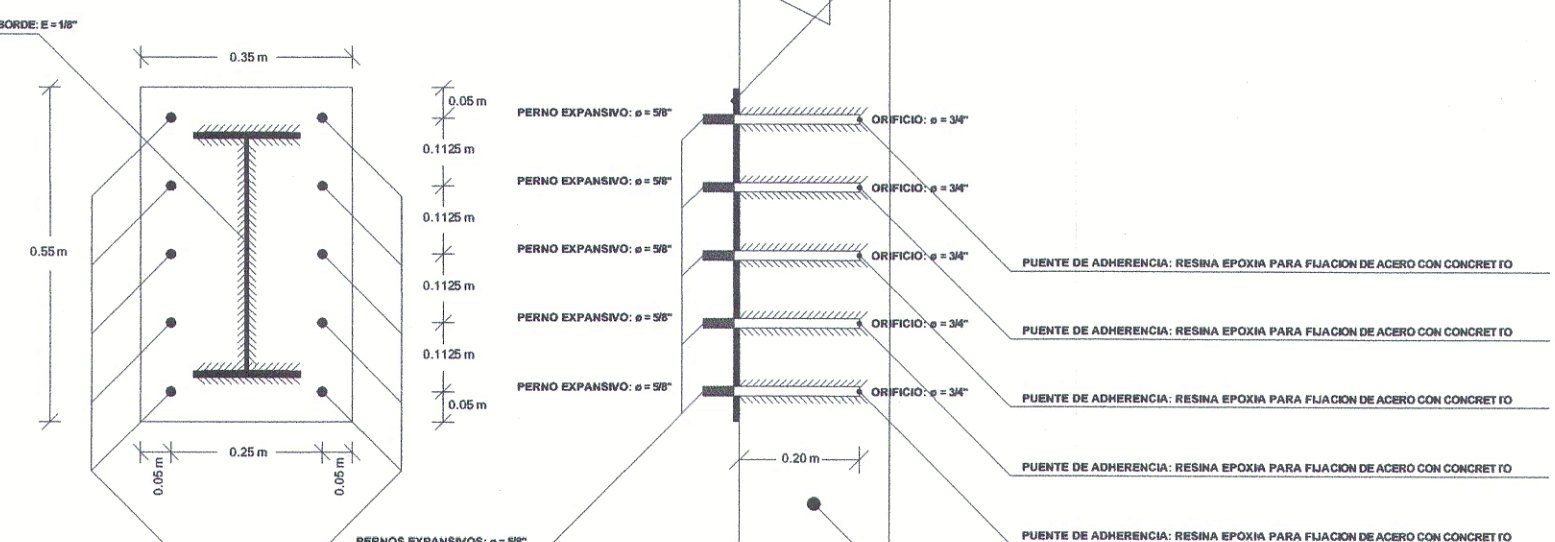 BORDE: E = 1/8"
0.35 m
0.55 m
0.05 m
0.1125 m
0.1125 m
0.1125 m
0.1125 m
0.05 m
0.05 m
0.25 m
0.05 m
PERNO EXPANSIVO: ø = 5/8"
PERNO EXPANSIVO: ø = 5/8"
PERNO EXPANSIVO: ø = 5/8"
PERNO EXPANSIVO: ø = 5/8"
PERNO EXPANSIVO: ø = 5/8"
PERNOS EXPANSIVOS: ø = 5/8"
ORIFICIO: ø = 3/4"
ORIFICIO: ø = 3/4"
ORIFICIO: ø = 3/4"
ORIFICIO: ø = 3/4"
ORIFICIO: ø = 3/4"
0.20 m
PUENTE DE ADHERENCIA: RESINA EPOXIA PARA FIJACION DE ACERO CON CONCRETO
PUENTE DE ADHERENCIA: RESINA EPOXIA PARA FIJACION DE ACERO CON CONCRETO
PUENTE DE ADHERENCIA: RESINA EPOXIA PARA FIJACION DE ACERO CON CONCRETO
PUENTE DE ADHERENCIA: RESINA EPOXIA PARA FIJACION DE ACERO CON CONCRETO
PUENTE DE ADHERENCIA: RESINA EPOXIA PARA FIJACION DE ACERO CON CONCRETO